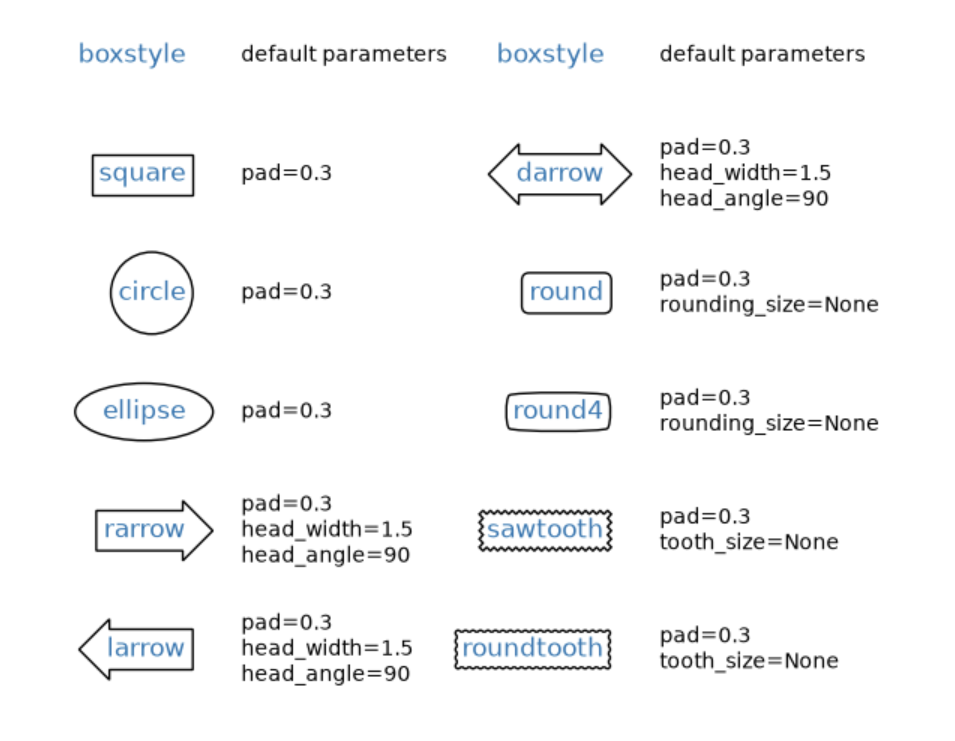 boxstyle default parameters boxstyle default parameters
square pad=0.3
darrow pad=0.3
head_width=1.5
head_angle=90
circle pad=0.3
round pad=0.3
rounding_size=None
ellipse pad=0.3
round4 pad=0.3
rounding_size=None
rarrow pad=0.3
head_width=1.5
head_angle=90
sawtooth pad=0.3
tooth_size=None
larrow pad=0.3
head_width=1.5
head_angle=90
roundtooth pad=0.3
tooth_size=None